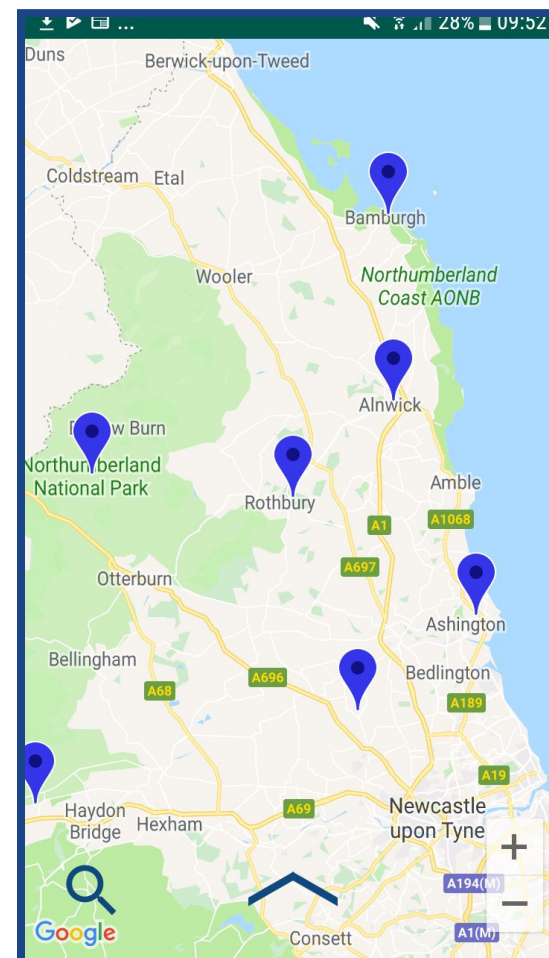 ... 28% 09:52
Duns
Berwick-upon-Tweed
Coldstream
Etal
Bamburgh
Wooler
Northumberland
Coast AONB
Alnwick
w Burn
Northumberland
National Park
Rothbury
Amble
A1
A1068
A697
Otterburn
Ashington
Bellingham
Bedlington
A68
A696
A189
A19
Haydon
Bridge
Hexham
A69
Newcastle
upon Tyne
+
A194(M)
−
Google
Consett
A1(M)